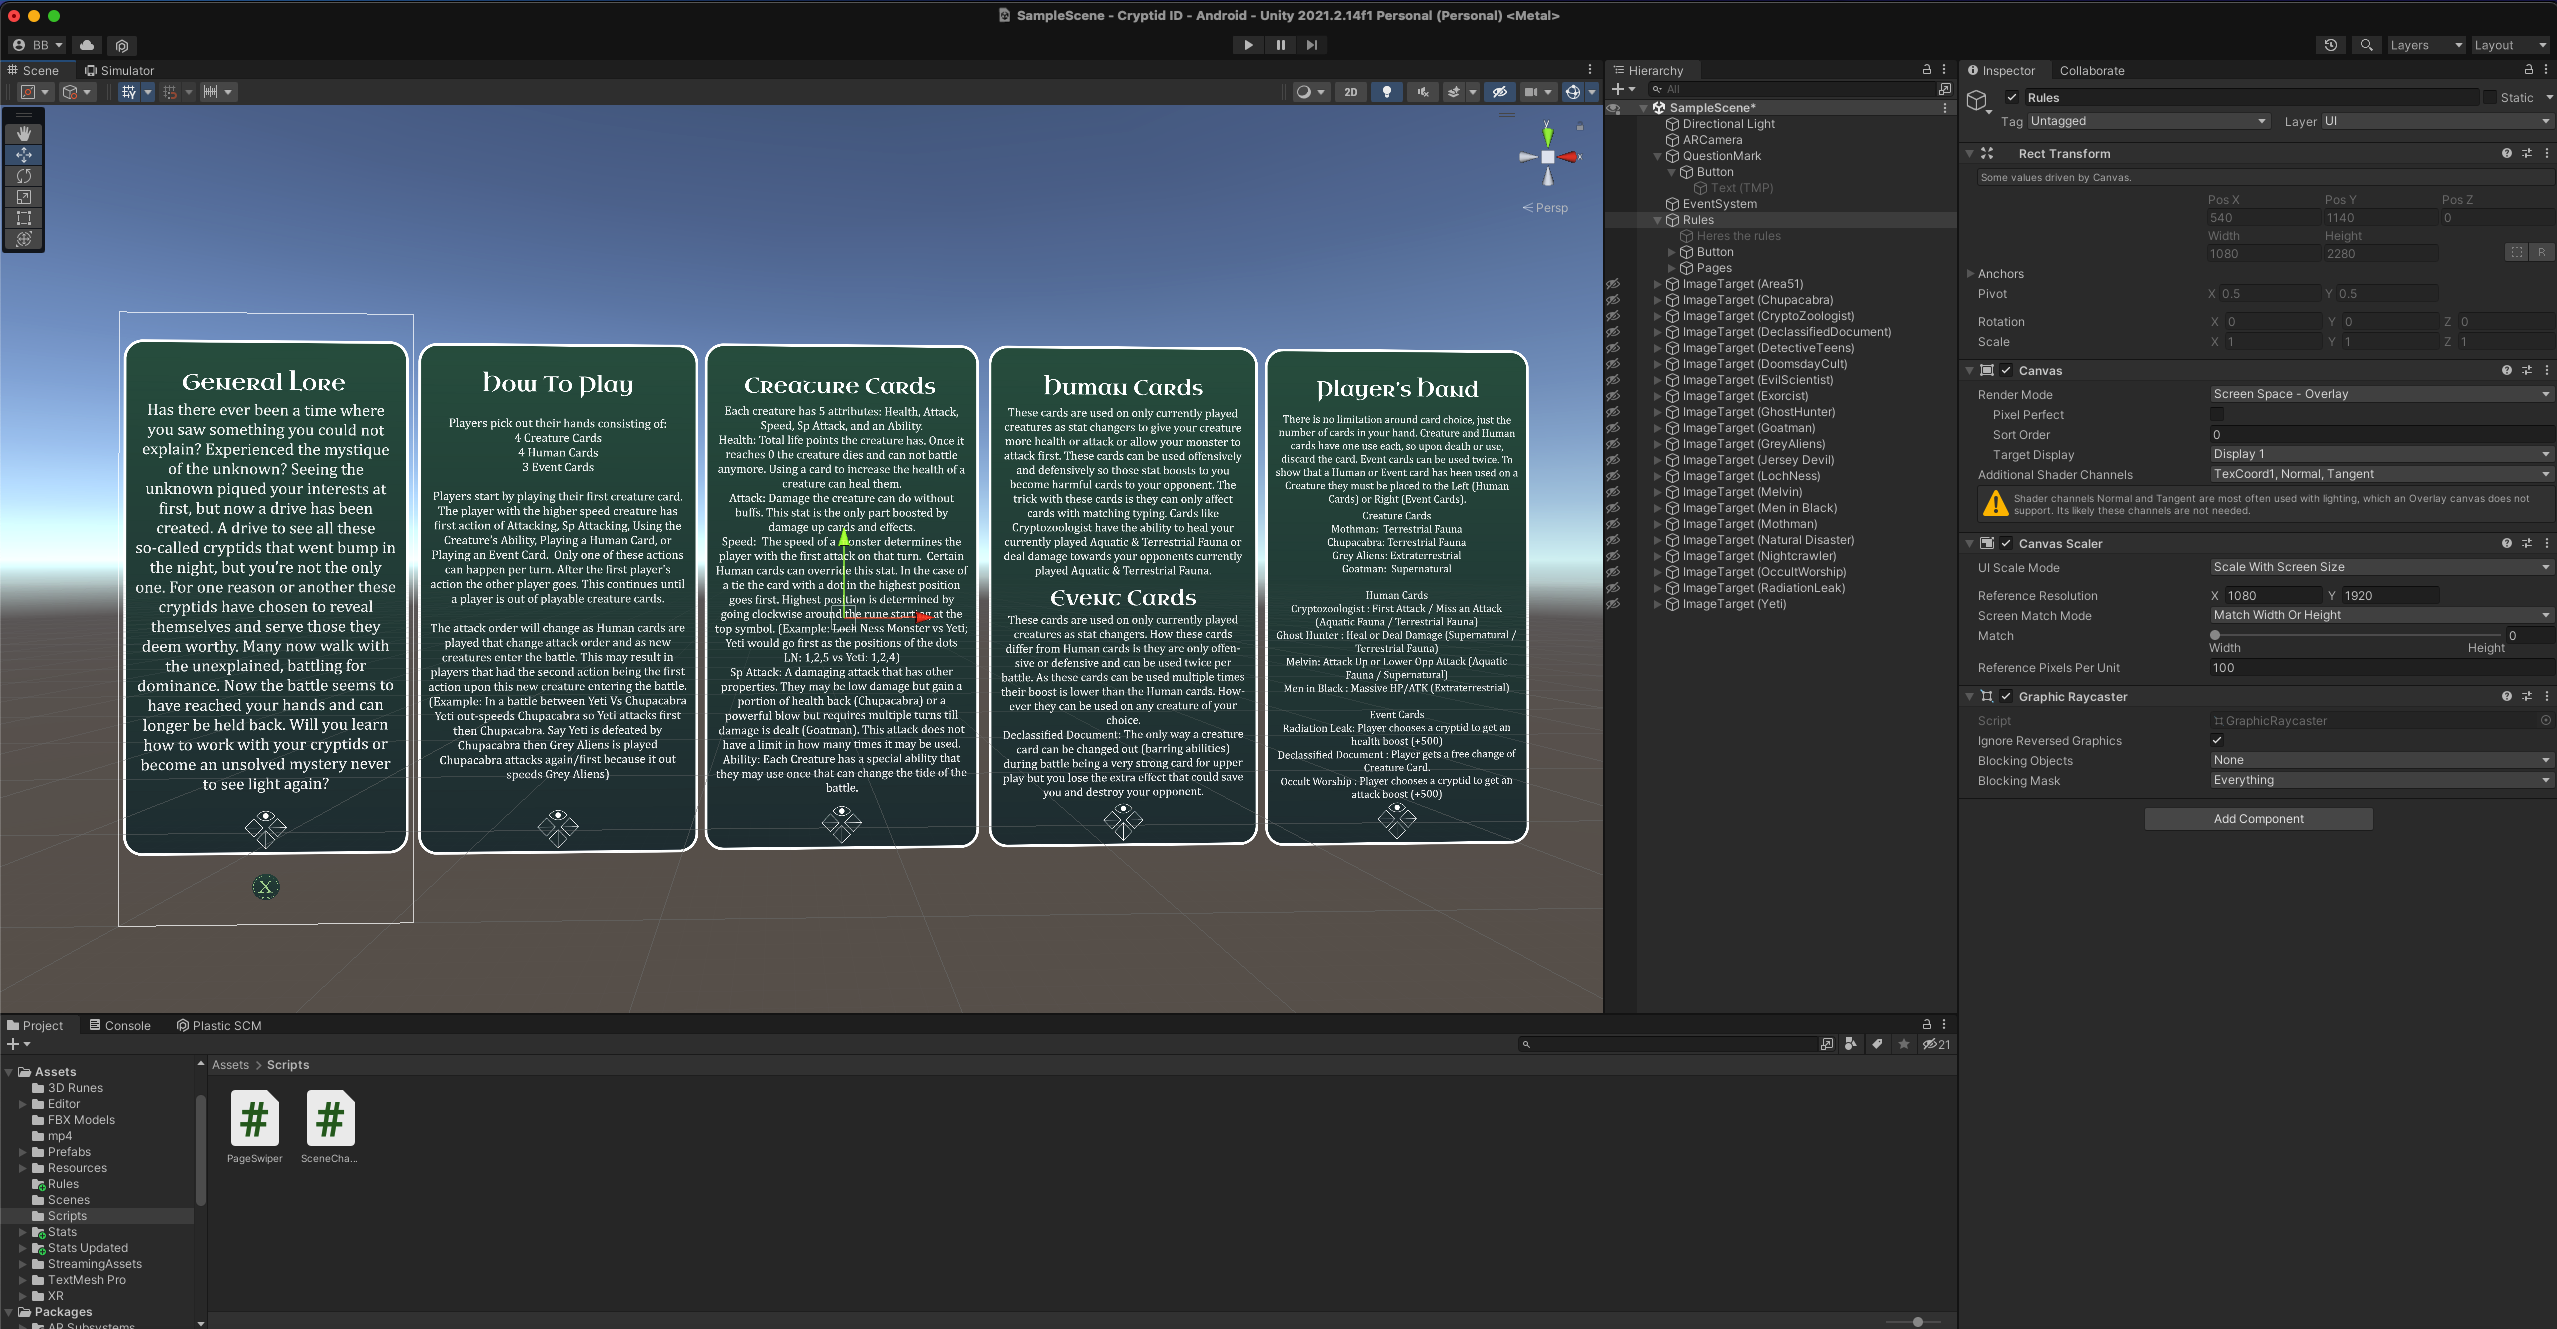 SampleScene - Cryptid ID - Android - Unity 2021.2.14f1 Personal (Personal) <Metal>
BB
Layers
Layout
Scene
Simulator
2D
y
x
Persp
General Lore
Has there ever been a time where
you saw something you could not
explain? Experienced the mystique
of the unknown? Seeing the
unknown piqued your interests at
first, but now a drive has been
created. A drive to see all these
so-called cryptids that went bump in
the night, but you're not the only
one. For one reason or another these
cryptids have chosen to reveal
themselves and serve those they
deem worthy. Many now walk with
the unexplained, battling for
dominance. Now the battle seems to
have reached your hands and can
longer be held back. Will you learn
how to work with your cryptids or
become an unsolved mystery never
to see light again?
X
How To Play
Players pick out their hands consisting of:
4 Creature Cards
4 Human Cards
3 Event Cards
Players start by playing their first creature card.
The player with the higher speed creature has
first action of Attacking, Sp Attacking, Using the
Creature's Ability, Playing a Human Card, or
Playing an Event Card. Only one of these actions
can happen per turn. After the first player's
action the other player goes. This continues until
a player is out of playable creature cards.
The attack order will change as Human cards are
played that change attack order and as new
creatures enter the battle. This may result in
players that had the second action being the first
action upon this new creature entering the battle.
(Example: In a battle between Yeti Vs Chupacabra
Yeti out-speeds Chupacabra so Yeti attacks first
then Chupacabra. Say Yeti is defeated by
Chupacabra then Grey Aliens is played
Chupacabra attacks again/first because it out
speeds Grey Aliens)
Creature Cards
Each creature has 5 attributes: Health, Attack,
Speed, Sp Attack, and an Ability.
Health: Total life points the creature has. Once it
reaches 0 the creature dies and can not battle
anymore. Using a card to increase the health of a
creature can heal them.
Attack: Damage the creature can do without
buffs. This stat is the only part boosted by
damage up cards and effects.
Speed: The speed of a monster determines the
player with the first attack on that turn. Certain
Human cards can override this stat. In the case of
a tie the card with a dot in the highest position
goes first. Highest position is determined by
going clockwise around the rune starting at the
top symbol. (Example: Loch Ness Monster vs Yeti;
Yeti would go first as the positions of the dots
LN: 1,2,5 vs Yeti: 1,2,4)
Sp Attack: A damaging attack that has other
properties. They may be low damage but gain a
portion of health back (Chupacabra) or a
powerful blow but requires multiple turns till
damage is dealt (Goatman). This attack does not
have a limit in how many times it may be used.
Ability: Each Creature has a special ability that
they may use once that can change the tide of the
battle.
Human Cards
These cards are used on only currently played
creatures as stat changers to give your creature
more health or attack or allow your monster to
attack first. These cards can be used offensively
and defensively so those stat boosts to you
become harmful cards to your opponent. The
trick with these cards is they can only affect
cards with matching typing. Cards like
Cryptozoologist have the ability to heal your
currently played Aquatic & Terrestrial Fauna or
deal damage towards your opponents currently
played Aquatic & Terrestrial Fauna.
Event Cards
These cards are used on only currently played
creatures as stat changers. How these cards
differ from Human cards is they are only offen-
sive or defensive and can be used twice per
battle. As these cards can be used multiple times
their boost is lower than the Human cards. How-
ever they can be used on any creature of your
choice.
Declassified Document: The only way a creature
card can be changed out (barring abilities)
during battle being a very strong card for upper
play but you lose the extra effect that could save
you and destroy your opponent.
Player's Hand
There is no limitation around card choice, just the
number of cards in your hand. Creature and Human
cards have one use each, so upon death or use,
discard the card. Event cards can be used twice. To
show that a Human or Event card has been used on a
Creature they must be placed to the Left (Human
Cards) or Right (Event Cards).
Creature Cards
Mothman: Terrestrial Fauna
Chupacabra: Terrestrial Fauna
Grey Aliens: Extraterrestrial
Goatman: Supernatural
Human Cards
Cryptozoologist : First Attack / Miss an Attack
(Aquatic Fauna / Terrestrial Fauna)
Ghost Hunter : Heal or Deal Damage (Supernatural /
Terrestrial Fauna)
Melvin: Attack Up or Lower Opp Attack (Aquatic
Fauna / Supernatural)
Men in Black : Massive HP/ATK (Extraterrestrial)
Event Cards
Radiation Leak: Player chooses a cryptid to get an
health boost (+500)
Declassified Document : Player gets a free change of
Creature Card.
Occult Worship : Player chooses a cryptid to get an
attack boost (+500)
Hierarchy
All
SampleScene*
Directional Light
ARCamera
QuestionMark
Button
Text (TMP)
EventSystem
Rules
Heres the rules
Button
Pages
ImageTarget (Area51)
ImageTarget (Chupacabra)
ImageTarget (CryptoZoologist)
ImageTarget (DeclassifiedDocument)
ImageTarget (DetectiveTeens)
ImageTarget (DoomsdayCult)
ImageTarget (EvilScientist)
ImageTarget (Exorcist)
ImageTarget (GhostHunter)
ImageTarget (Goatman)
ImageTarget (GreyAliens)
ImageTarget (Jersey Devil)
ImageTarget (LochNess)
ImageTarget (Melvin)
ImageTarget (Men in Black)
ImageTarget (Mothman)
ImageTarget (Natural Disaster)
ImageTarget (Nightcrawler)
ImageTarget (OccultWorship)
ImageTarget (RadiationLeak)
ImageTarget (Yeti)
Inspector
Collaborate
Rules
Static
Tag Untagged
Layer UI
Rect Transform
Some values driven by Canvas.
Pos X Pos Y Pos Z
540 1140 0
Width Height
1080 2280
R
Anchors
Pivot X 0.5 Y 0.5
Rotation X 0 Y 0 Z 0
Scale X 1 Y 1 Z 1
Canvas
Render Mode Screen Space - Overlay
Pixel Perfect
Sort Order 0
Target Display Display 1
Additional Shader Channels TexCoord1, Normal, Tangent
Shader channels Normal and Tangent are most often used with lighting, which an Overlay canvas does not
support. Its likely these channels are not needed.
Canvas Scaler
UI Scale Mode Scale With Screen Size
Reference Resolution X 1080 Y 1920
Screen Match Mode Match Width Or Height
Match 0
Width Height
Reference Pixels Per Unit 100
Graphic Raycaster
Script GraphicRaycaster
Ignore Reversed Graphics
Blocking Objects None
Blocking Mask Everything
Add Component
Project
Console
Plastic SCM
21
Assets
3D Runes
Editor
FBX Models
mp4
Prefabs
Resources
Rules
Scenes
Scripts
Stats
Stats Updated
StreamingAssets
TextMesh Pro
XR
Packages
AR Subsystems
Assets > Scripts
PageSwiper
SceneCha...